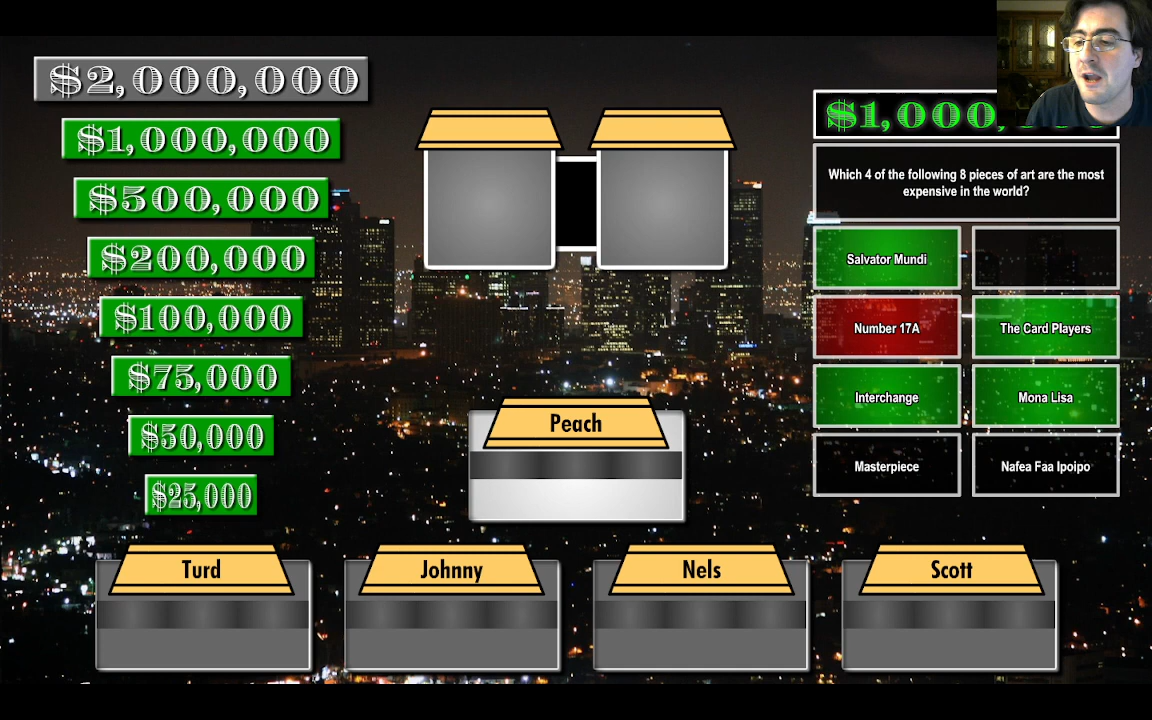 $2,000,000
$1,000,000
$500,000
$200,000
$100,000
$75,000
$50,000
$25,000
$1,000,
Which 4 of the following 8 pieces of art are the most
expensive in the world?
Salvator Mundi
Number 17A
The Card Players
Interchange
Mona Lisa
Masterpiece
Nafea Faa Ipoipo
Peach
Turd
Johnny
Nels
Scott